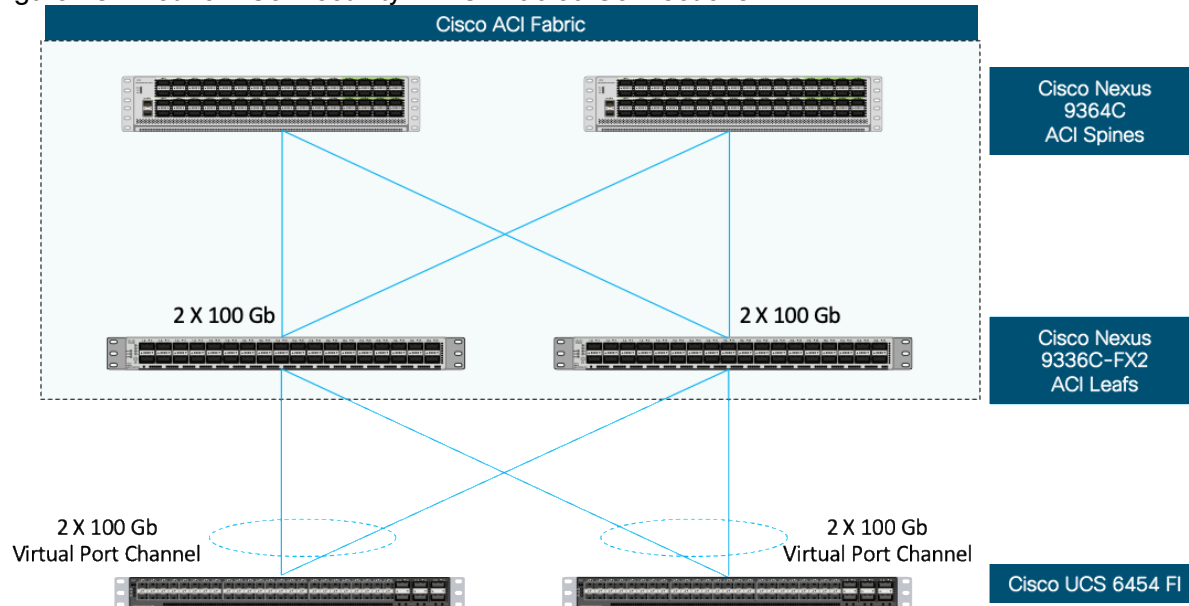 Cisco ACI Fabric
Cisco Nexus
9364C
ACI Spines
2 X 100 Gb
2 X 100 Gb
Cisco Nexus
9336C-FX2
ACI Leafs
2 X 100 Gb
Virtual Port Channel
2 X 100 Gb
Virtual Port Channel
Cisco UCS 6454 FI